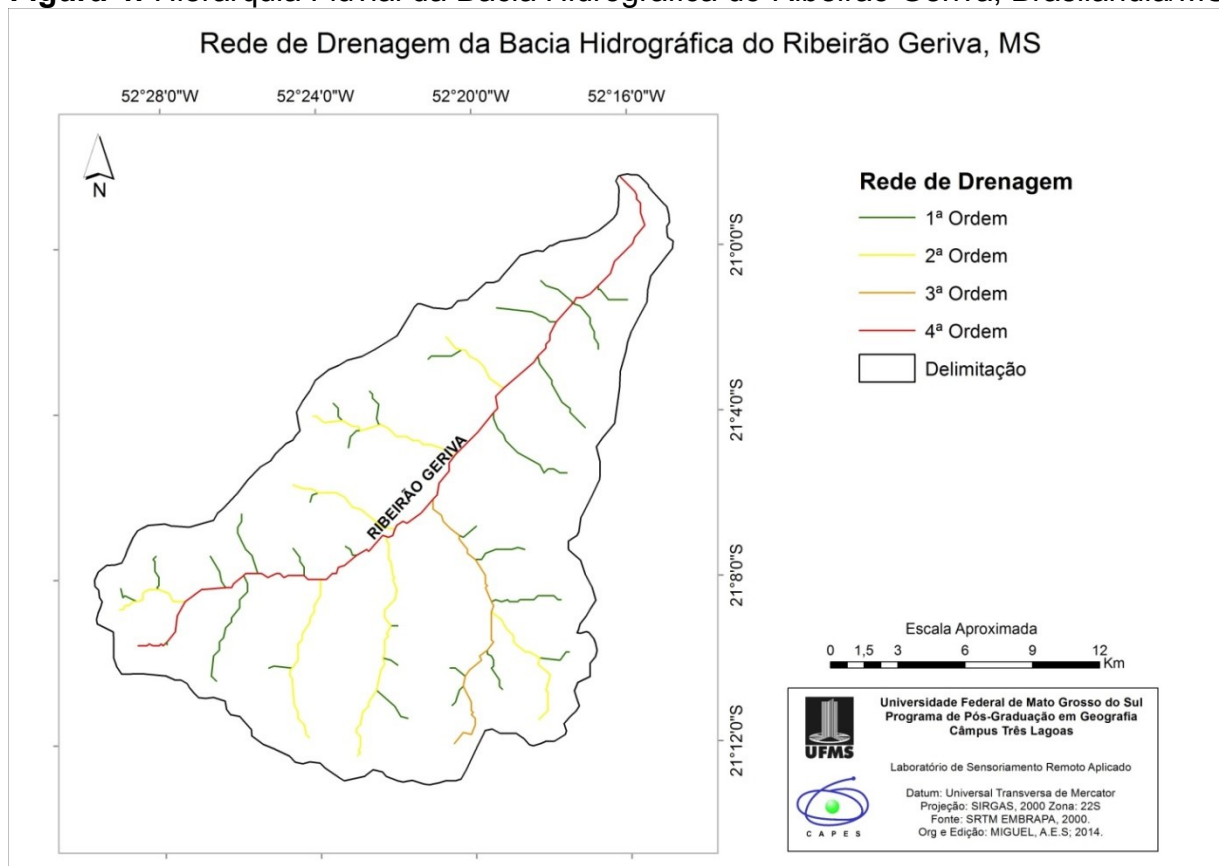 Rede de Drenagem da Bacia Hidrográfica do Ribeirão Geriva, MS
52°28'0"W 52°24'0"W 52°20'0"W 52°16'0"W
N
21°0'0"S
21°4'0"S
21°8'0"S
21°12'0"S
RIBEIRÃO GERIVA
Rede de Drenagem
1ª Ordem
2ª Ordem
3ª Ordem
4ª Ordem
Delimitação
Escala Aproximada
0 1,5 3 6 9 12
Km
UFMS
Universidade Federal de Mato Grosso do Sul
Programa de Pós-Graduação em Geografia
Câmpus Três Lagoas
Laboratório de Sensoriamento Remoto Aplicado
CAPES
Datum: Universal Transversa de Mercator
Projeção: SIRGAS, 2000 Zona: 22S
Fonte: SRTM EMBRAPA, 2000.
Org e Edição: MIGUEL, A.E.S; 2014.